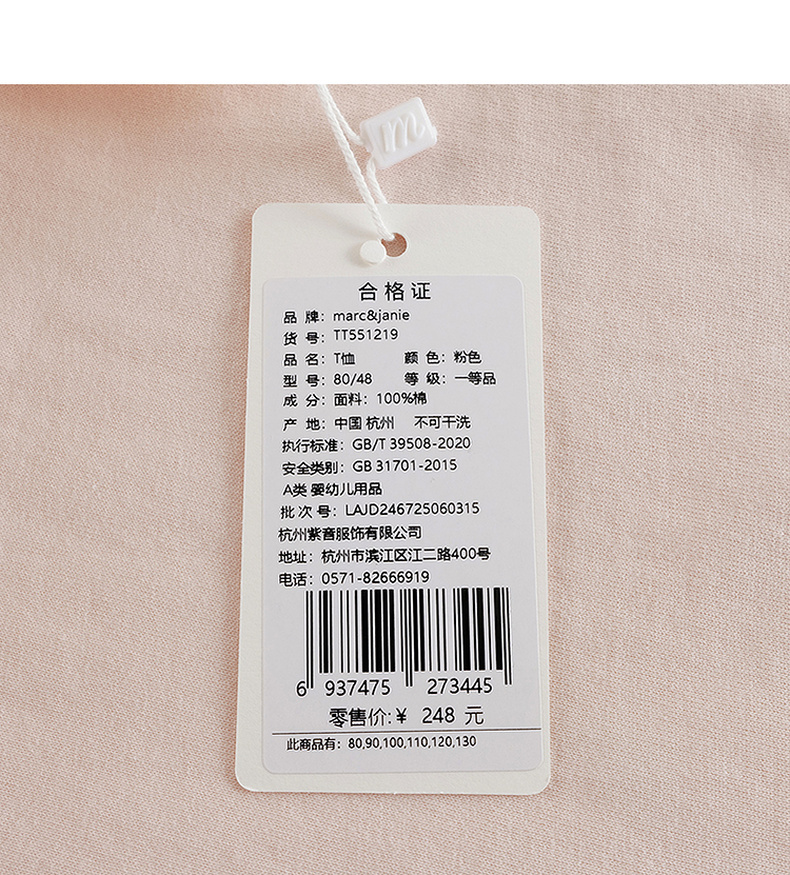 m
合格证
品 牌：marc&janie
货 号：TT551219
品 名：T恤 颜 色：粉色
型 号：80/48 等 级：一等品
成 分：面料：100%棉
产 地：中国 杭州 不可干洗
执行标准：GB/T 39508-2020
安全类别：GB 31701-2015
A类 婴幼儿用品
批 次 号：LAJD246725060315
杭州紫音服饰有限公司
地址：杭州市滨江区江二路400号
电话：0571-82666919
6 937475 273445
零售价:￥ 248 元
此商品有：80,90,100,110,120,130